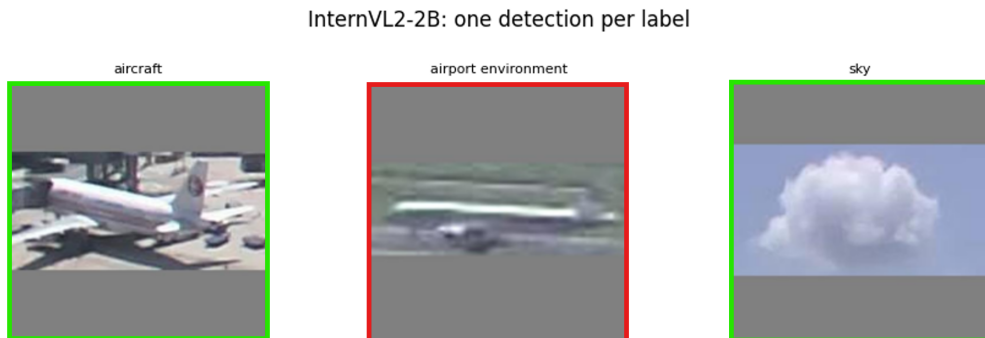 InternVL2-2B: one detection per label
aircraft
airport environment
sky